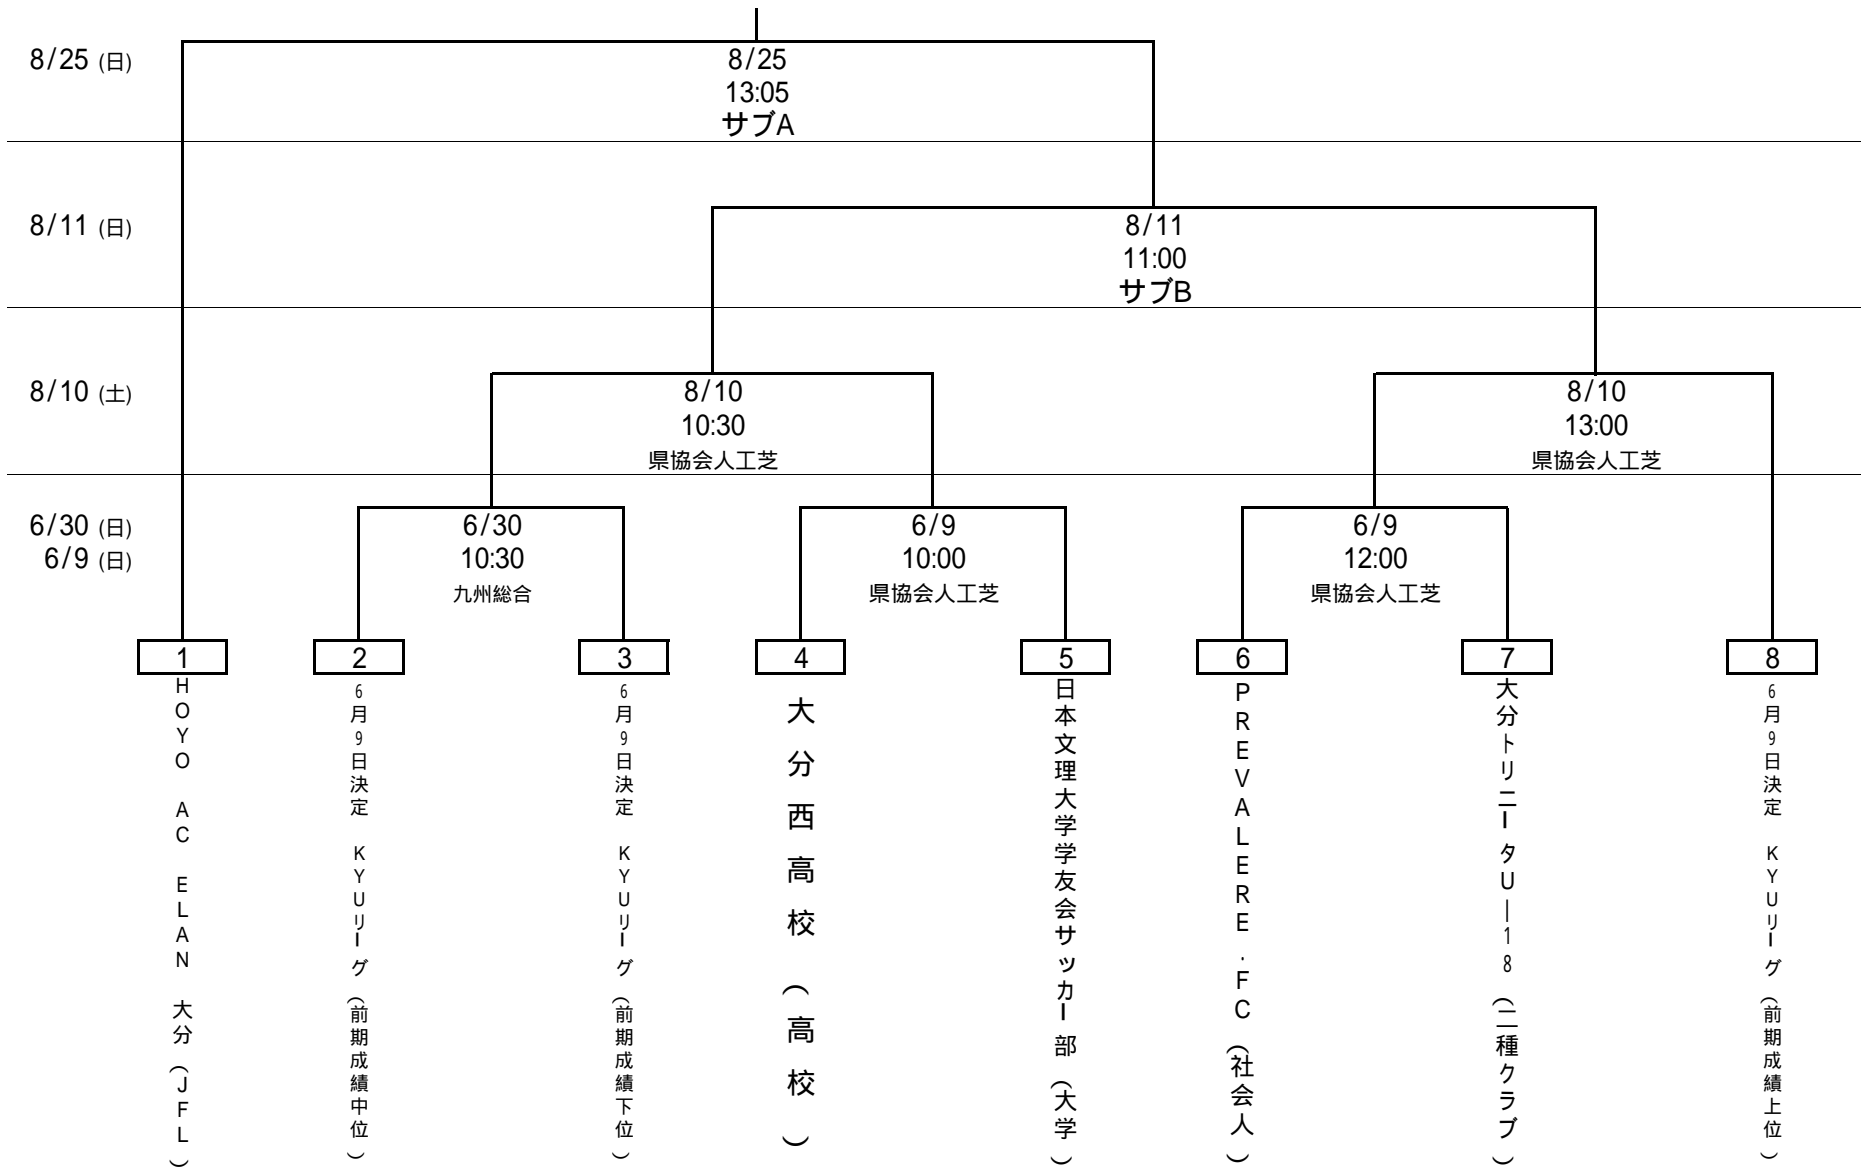 8/25 (日)
8/25
13:05
サブA
8/11 (日)
8/11
11:00
サブB
8/10 (土)
8/10
10:30
県協会人工芝
8/10
13:00
県協会人工芝
6/30 (日)
6/9 (日)
6/30
10:30
九州総合
6/9
10:00
県協会人工芝
6/9
12:00
県協会人工芝
1
HOYO AC ELAN 大分(JFL)
2
6月9日決定 KYUリーグ(前期成績中位)
3
6月9日決定 KYUリーグ(前期成績下位)
4
大分西高校(高校)
5
日本文理大学学友会サッカー部(大学)
6
PREVALERE.FC(社会人)
7
大分トリニータU―18(二種クラブ)
8
6月9日決定 KYUリーグ(前期成績上位)